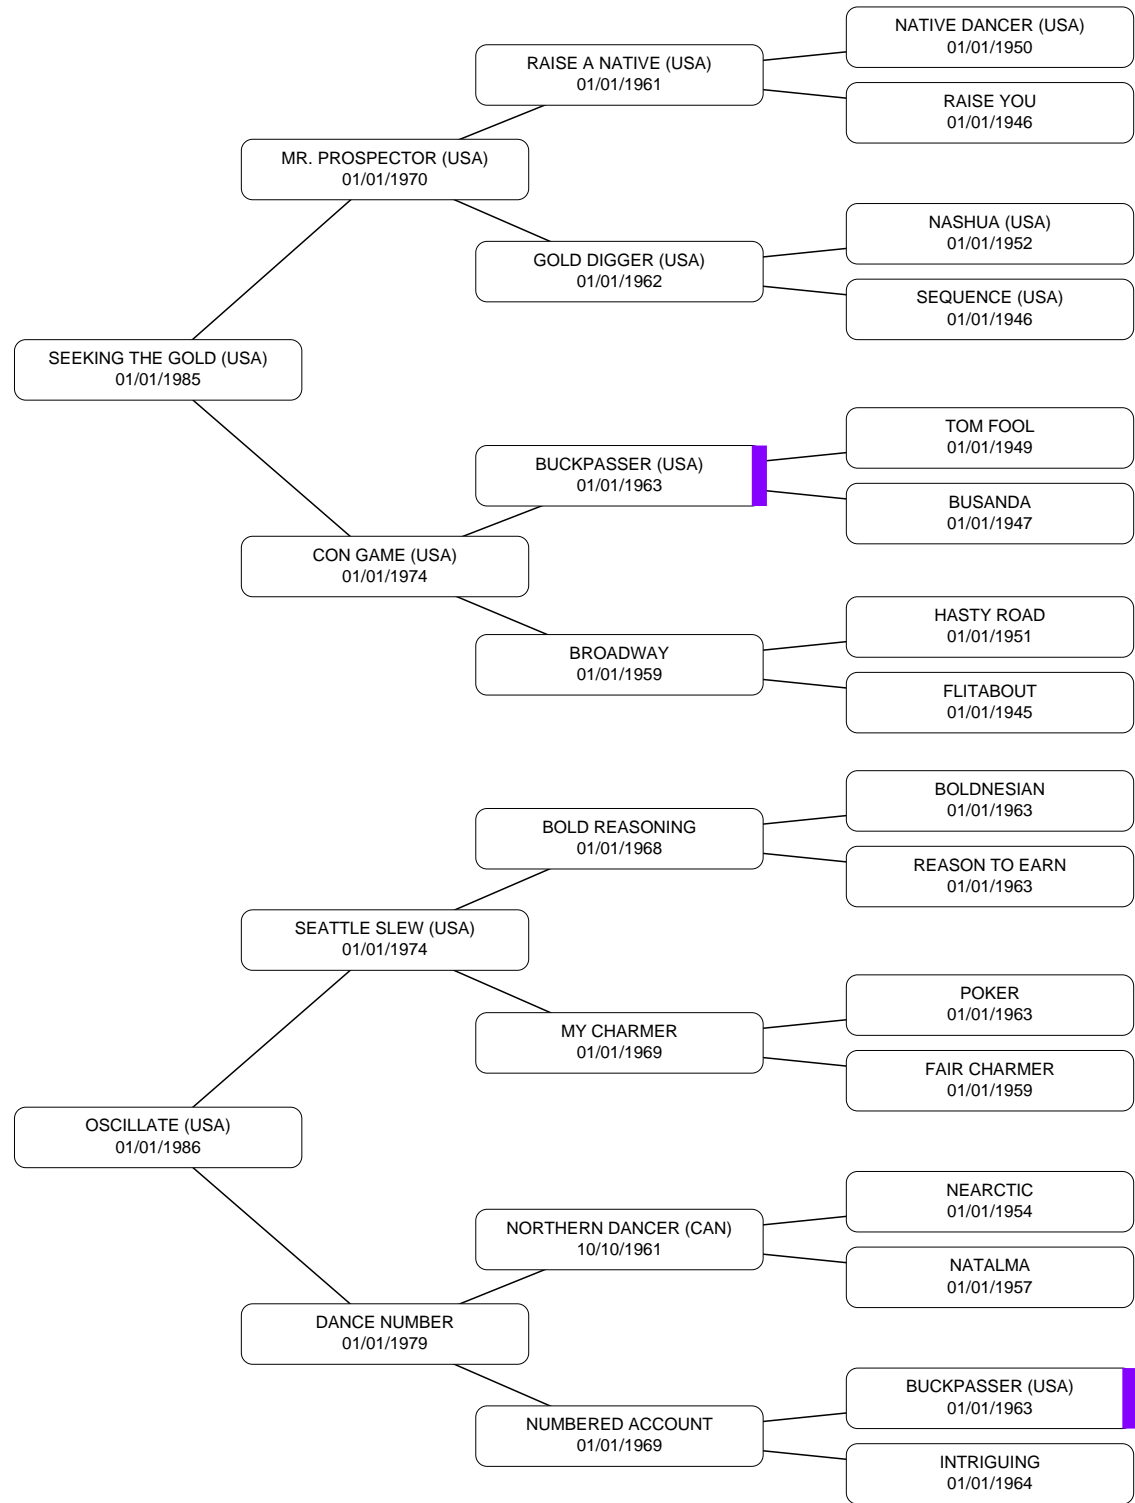 NATIVE DANCER (USA)
01/01/1950
RAISE A NATIVE (USA)
01/01/1961
RAISE YOU
01/01/1946
MR. PROSPECTOR (USA)
01/01/1970
NASHUA (USA)
01/01/1952
GOLD DIGGER (USA)
01/01/1962
SEQUENCE (USA)
01/01/1946
SEEKING THE GOLD (USA)
01/01/1985
TOM FOOL
01/01/1949
BUCKPASSER (USA)
01/01/1963
BUSANDA
01/01/1947
CON GAME (USA)
01/01/1974
HASTY ROAD
01/01/1951
BROADWAY
01/01/1959
FLITABOUT
01/01/1945
BOLDNESIAN
01/01/1963
BOLD REASONING
01/01/1968
REASON TO EARN
01/01/1963
SEATTLE SLEW (USA)
01/01/1974
POKER
01/01/1963
MY CHARMER
01/01/1969
FAIR CHARMER
01/01/1959
OSCILLATE (USA)
01/01/1986
NEARCTIC
01/01/1954
NORTHERN DANCER (CAN)
10/10/1961
NATALMA
01/01/1957
DANCE NUMBER
01/01/1979
BUCKPASSER (USA)
01/01/1963
NUMBERED ACCOUNT
01/01/1969
INTRIGUING
01/01/1964